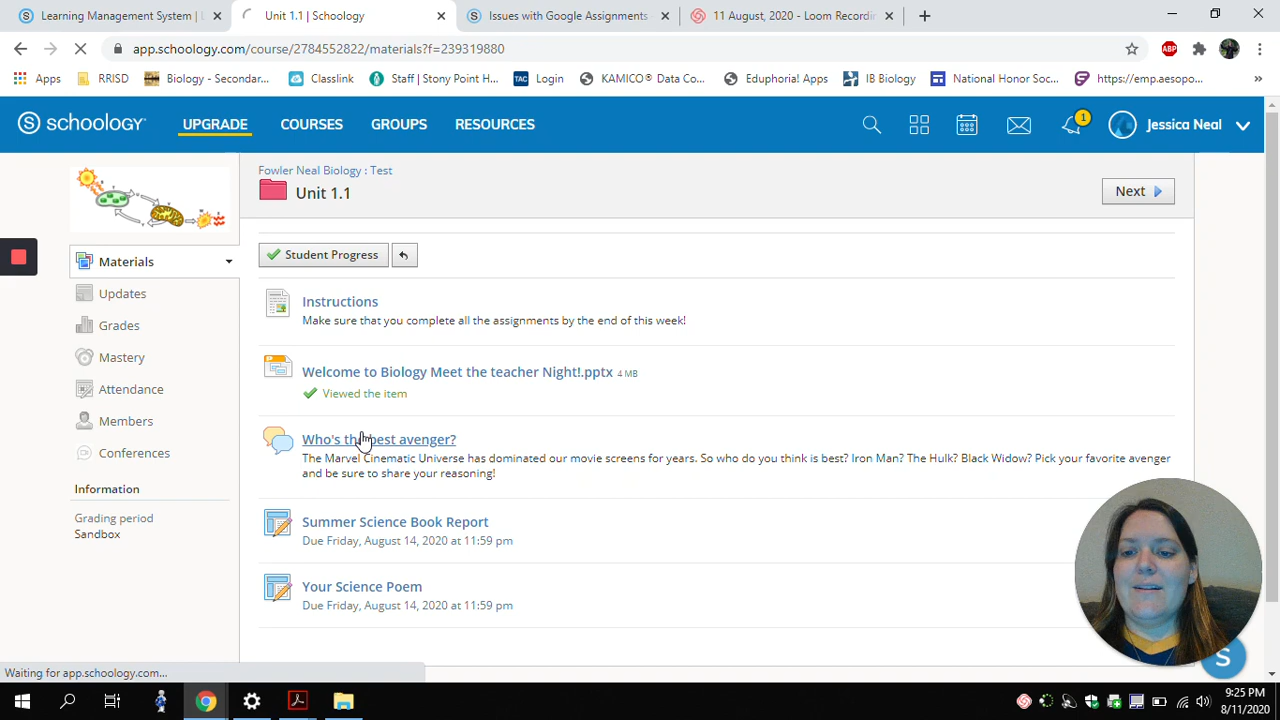 Learning Management System | L
Unit 1.1 | Schoology
Issues with Google Assignments -
11 August, 2020 - Loom Recordin
app.schoology.com/course/2784552822/materials?f=239319880
ABP
Apps
RRISD
Biology - Secondar...
Classlink
Staff | Stony Point H...
TAC
Login
KAMICO® Data Co...
Eduphoria! Apps
IB Biology
National Honor Soc...
https://emp.aesopo...
»
S schoology
UPGRADE
COURSES
GROUPS
RESOURCES
1
Jessica Neal
Fowler Neal Biology : Test
Unit 1.1
Next
Materials
Updates
Grades
Mastery
Attendance
Members
Conferences
Information
Grading period
Sandbox
Student Progress
Instructions
Make sure that you complete all the assignments by the end of this week!
Welcome to Biology Meet the teacher Night!.pptx 4 MB
Viewed the item
Who's the best avenger?
The Marvel Cinematic Universe has dominated our movie screens for years. So who do you think is best? Iron Man? The Hulk? Black Widow? Pick your favorite avenger
and be sure to share your reasoning!
Summer Science Book Report
Due Friday, August 14, 2020 at 11:59 pm
Your Science Poem
Due Friday, August 14, 2020 at 11:59 pm
S
Waiting for app.schoology.com...
9:25 PM
8/11/2020